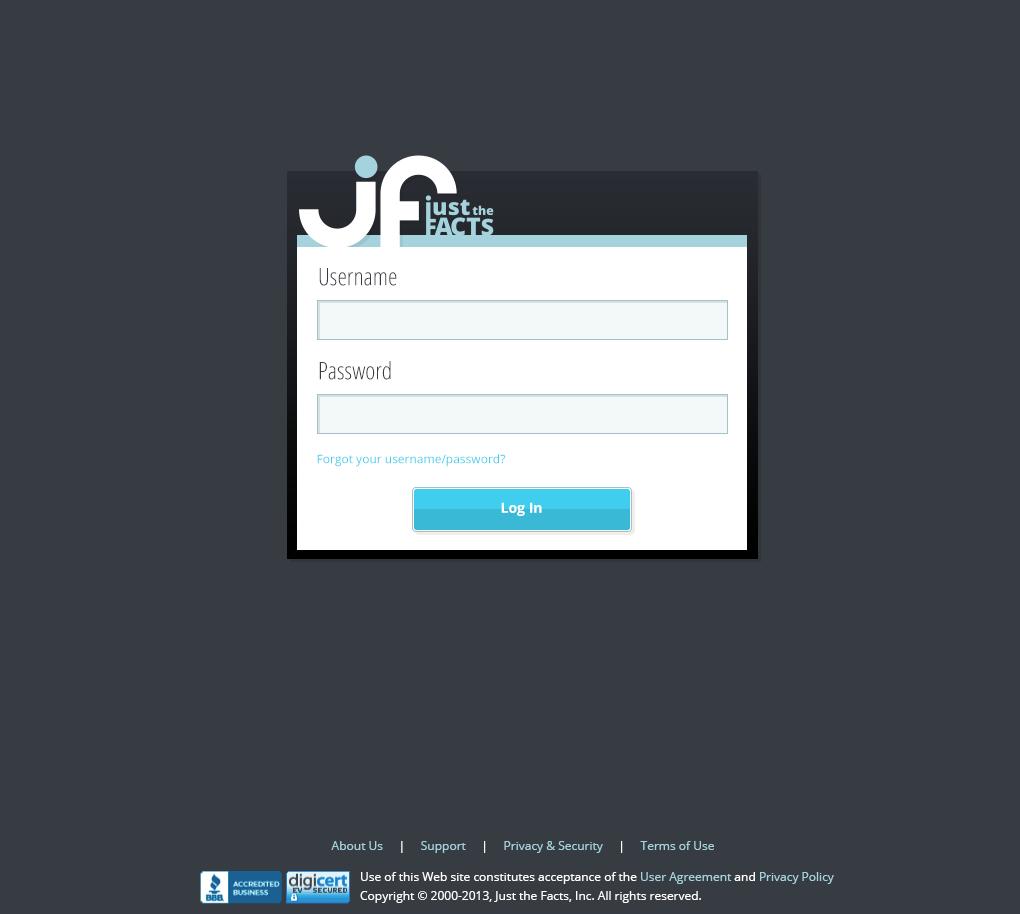 jf
just the
FACTS
Username
Password
Forgot your username/password?
Log In
About Us | Support | Privacy & Security | Terms of Use
BBB.
ACCREDITED
BUSINESS
digicert
EV SECURED
Use of this Web site constitutes acceptance of the User Agreement and Privacy Policy
Copyright © 2000-2013, Just the Facts, Inc. All rights reserved.